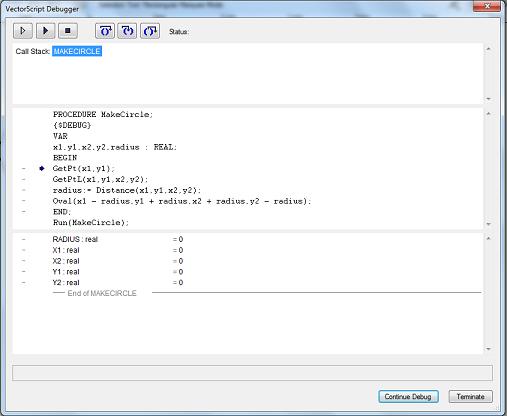 VectorScript Debugger
Status:
Call Stack: MAKECIRCLE
PROCEDURE MakeCircle;
{$DEBUG}
VAR
x1,y1,x2,y2,radius : REAL;
BEGIN
GetPt(x1,y1);
GetPtL(x1,y1,x2,y2);
radius:= Distance(x1,y1,x2,y2);
Oval(x1 - radius,y1 + radius,x2 + radius,y2 - radius);
END;
Run(MakeCircle);
RADIUS : real = 0
X1 : real = 0
X2 : real = 0
Y1 : real = 0
Y2 : real = 0
End of MAKECIRCLE
Continue Debug Terminate